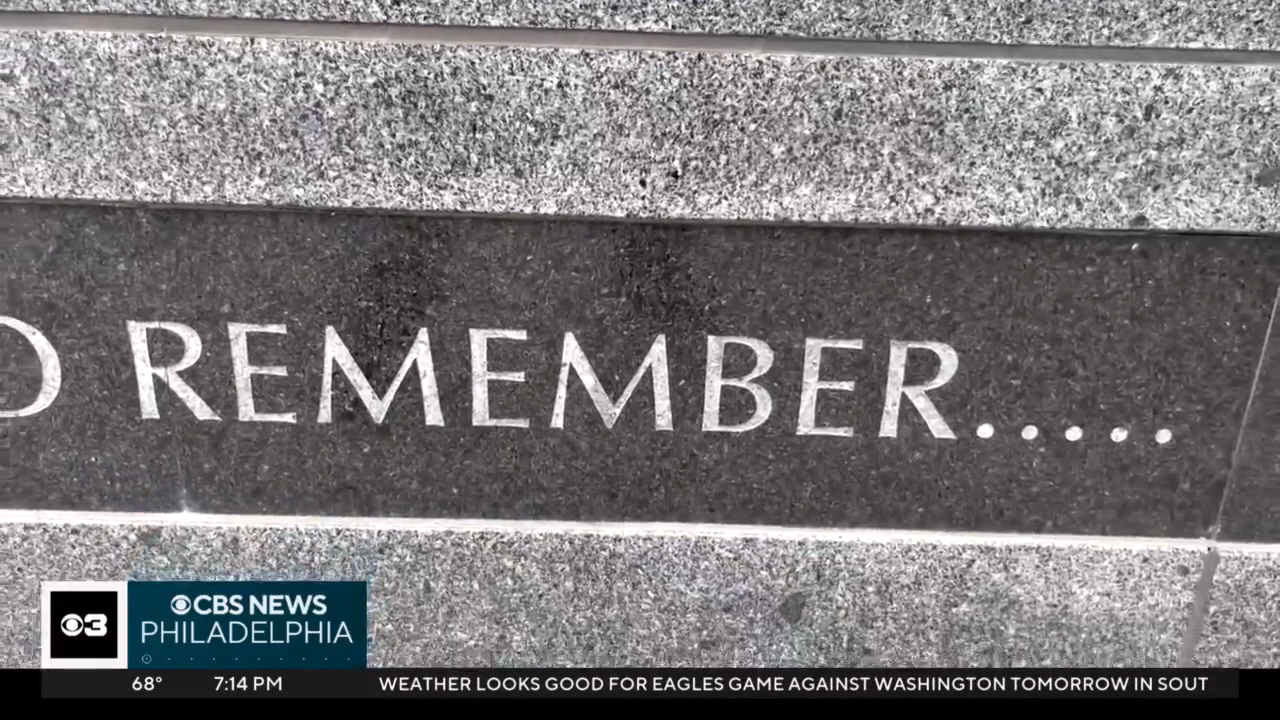 O REMEMBER.....
3
CBS NEWS
PHILADELPHIA
68° 7:14 PM WEATHER LOOKS GOOD FOR EAGLES GAME AGAINST WASHINGTON TOMORROW IN SOUT